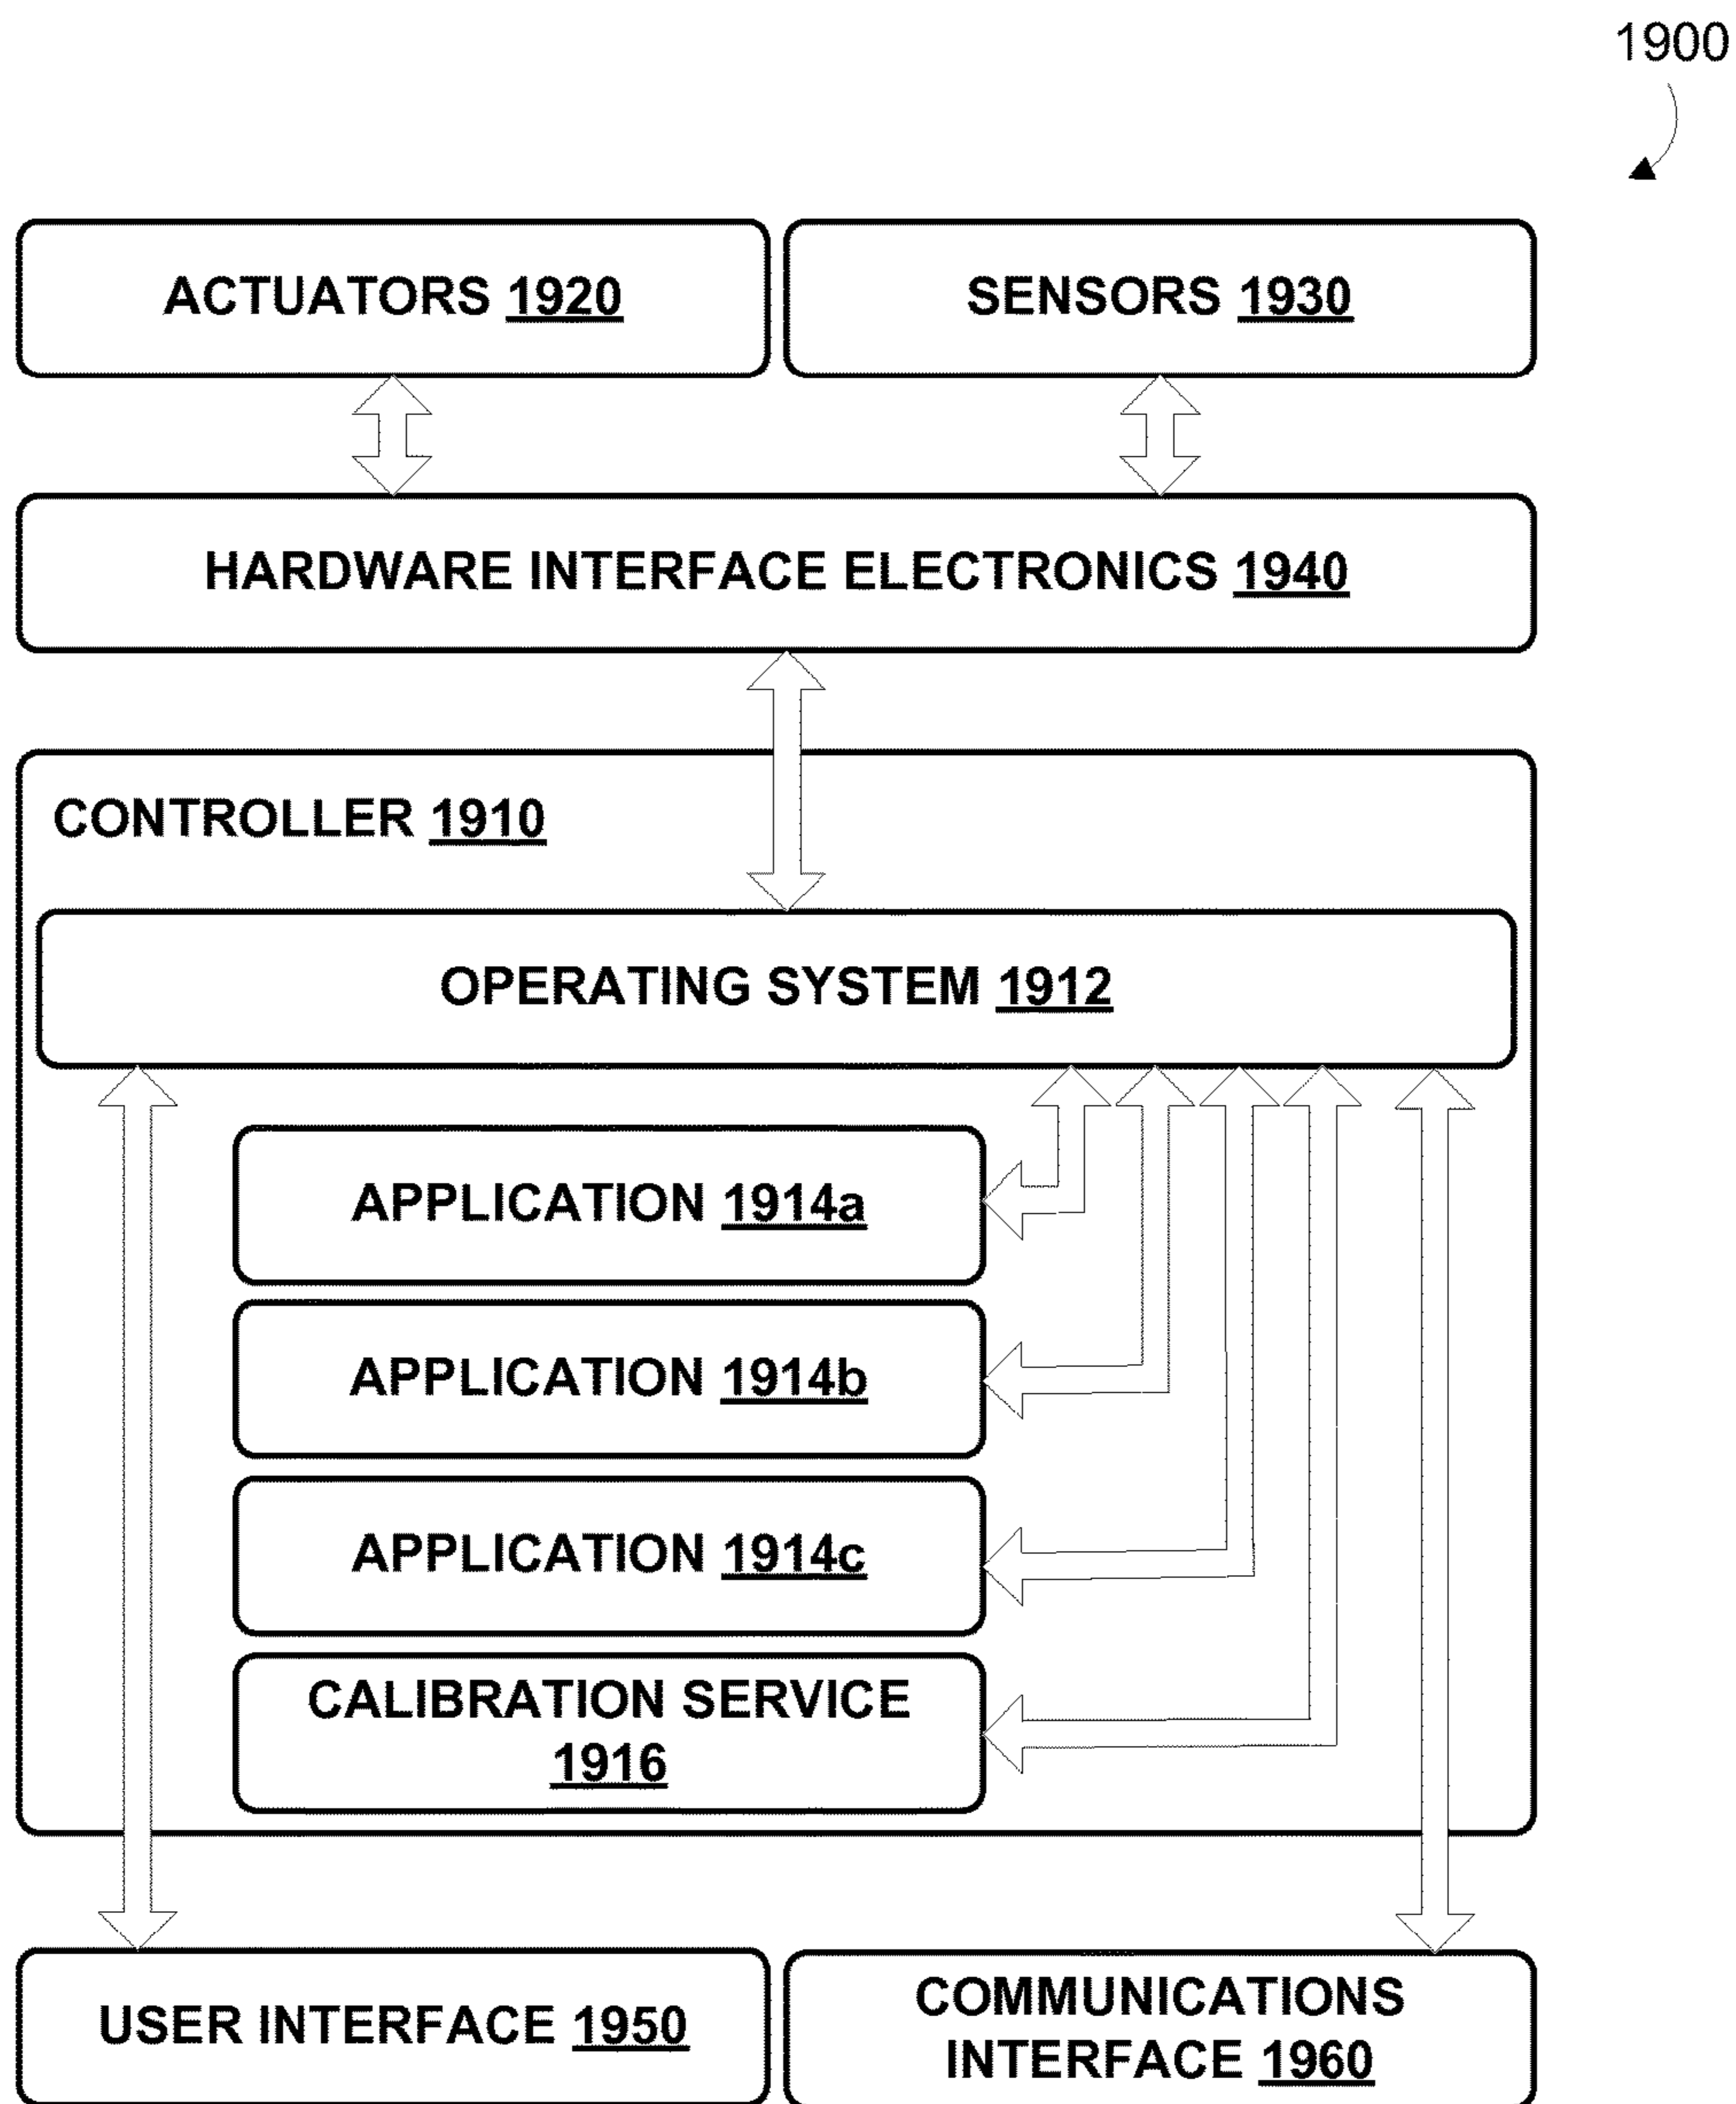 1900
ACTUATORS 1920
SENSORS 1930
HARDWARE INTERFACE ELECTRONICS 1940
CONTROLLER 1910
OPERATING SYSTEM 1912
APPLICATION 1914a
APPLICATION 1914b
APPLICATION 1914c
CALIBRATION SERVICE
1916
USER INTERFACE 1950
COMMUNICATIONS
INTERFACE 1960